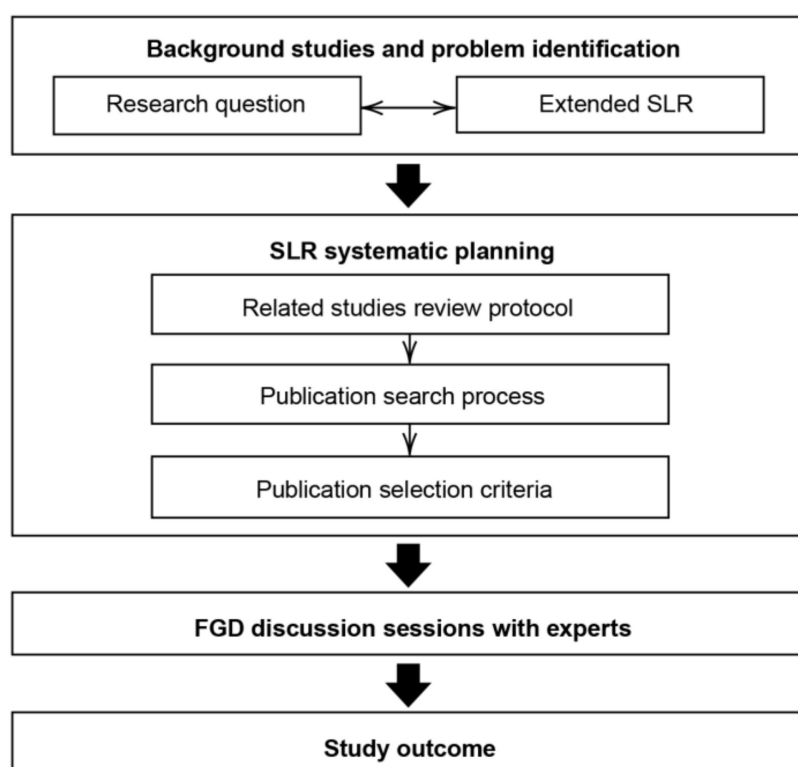 Background studies and problem identification
Research question
Extended SLR
SLR systematic planning
Related studies review protocol
Publication search process
Publication selection criteria
FGD discussion sessions with experts
Study outcome